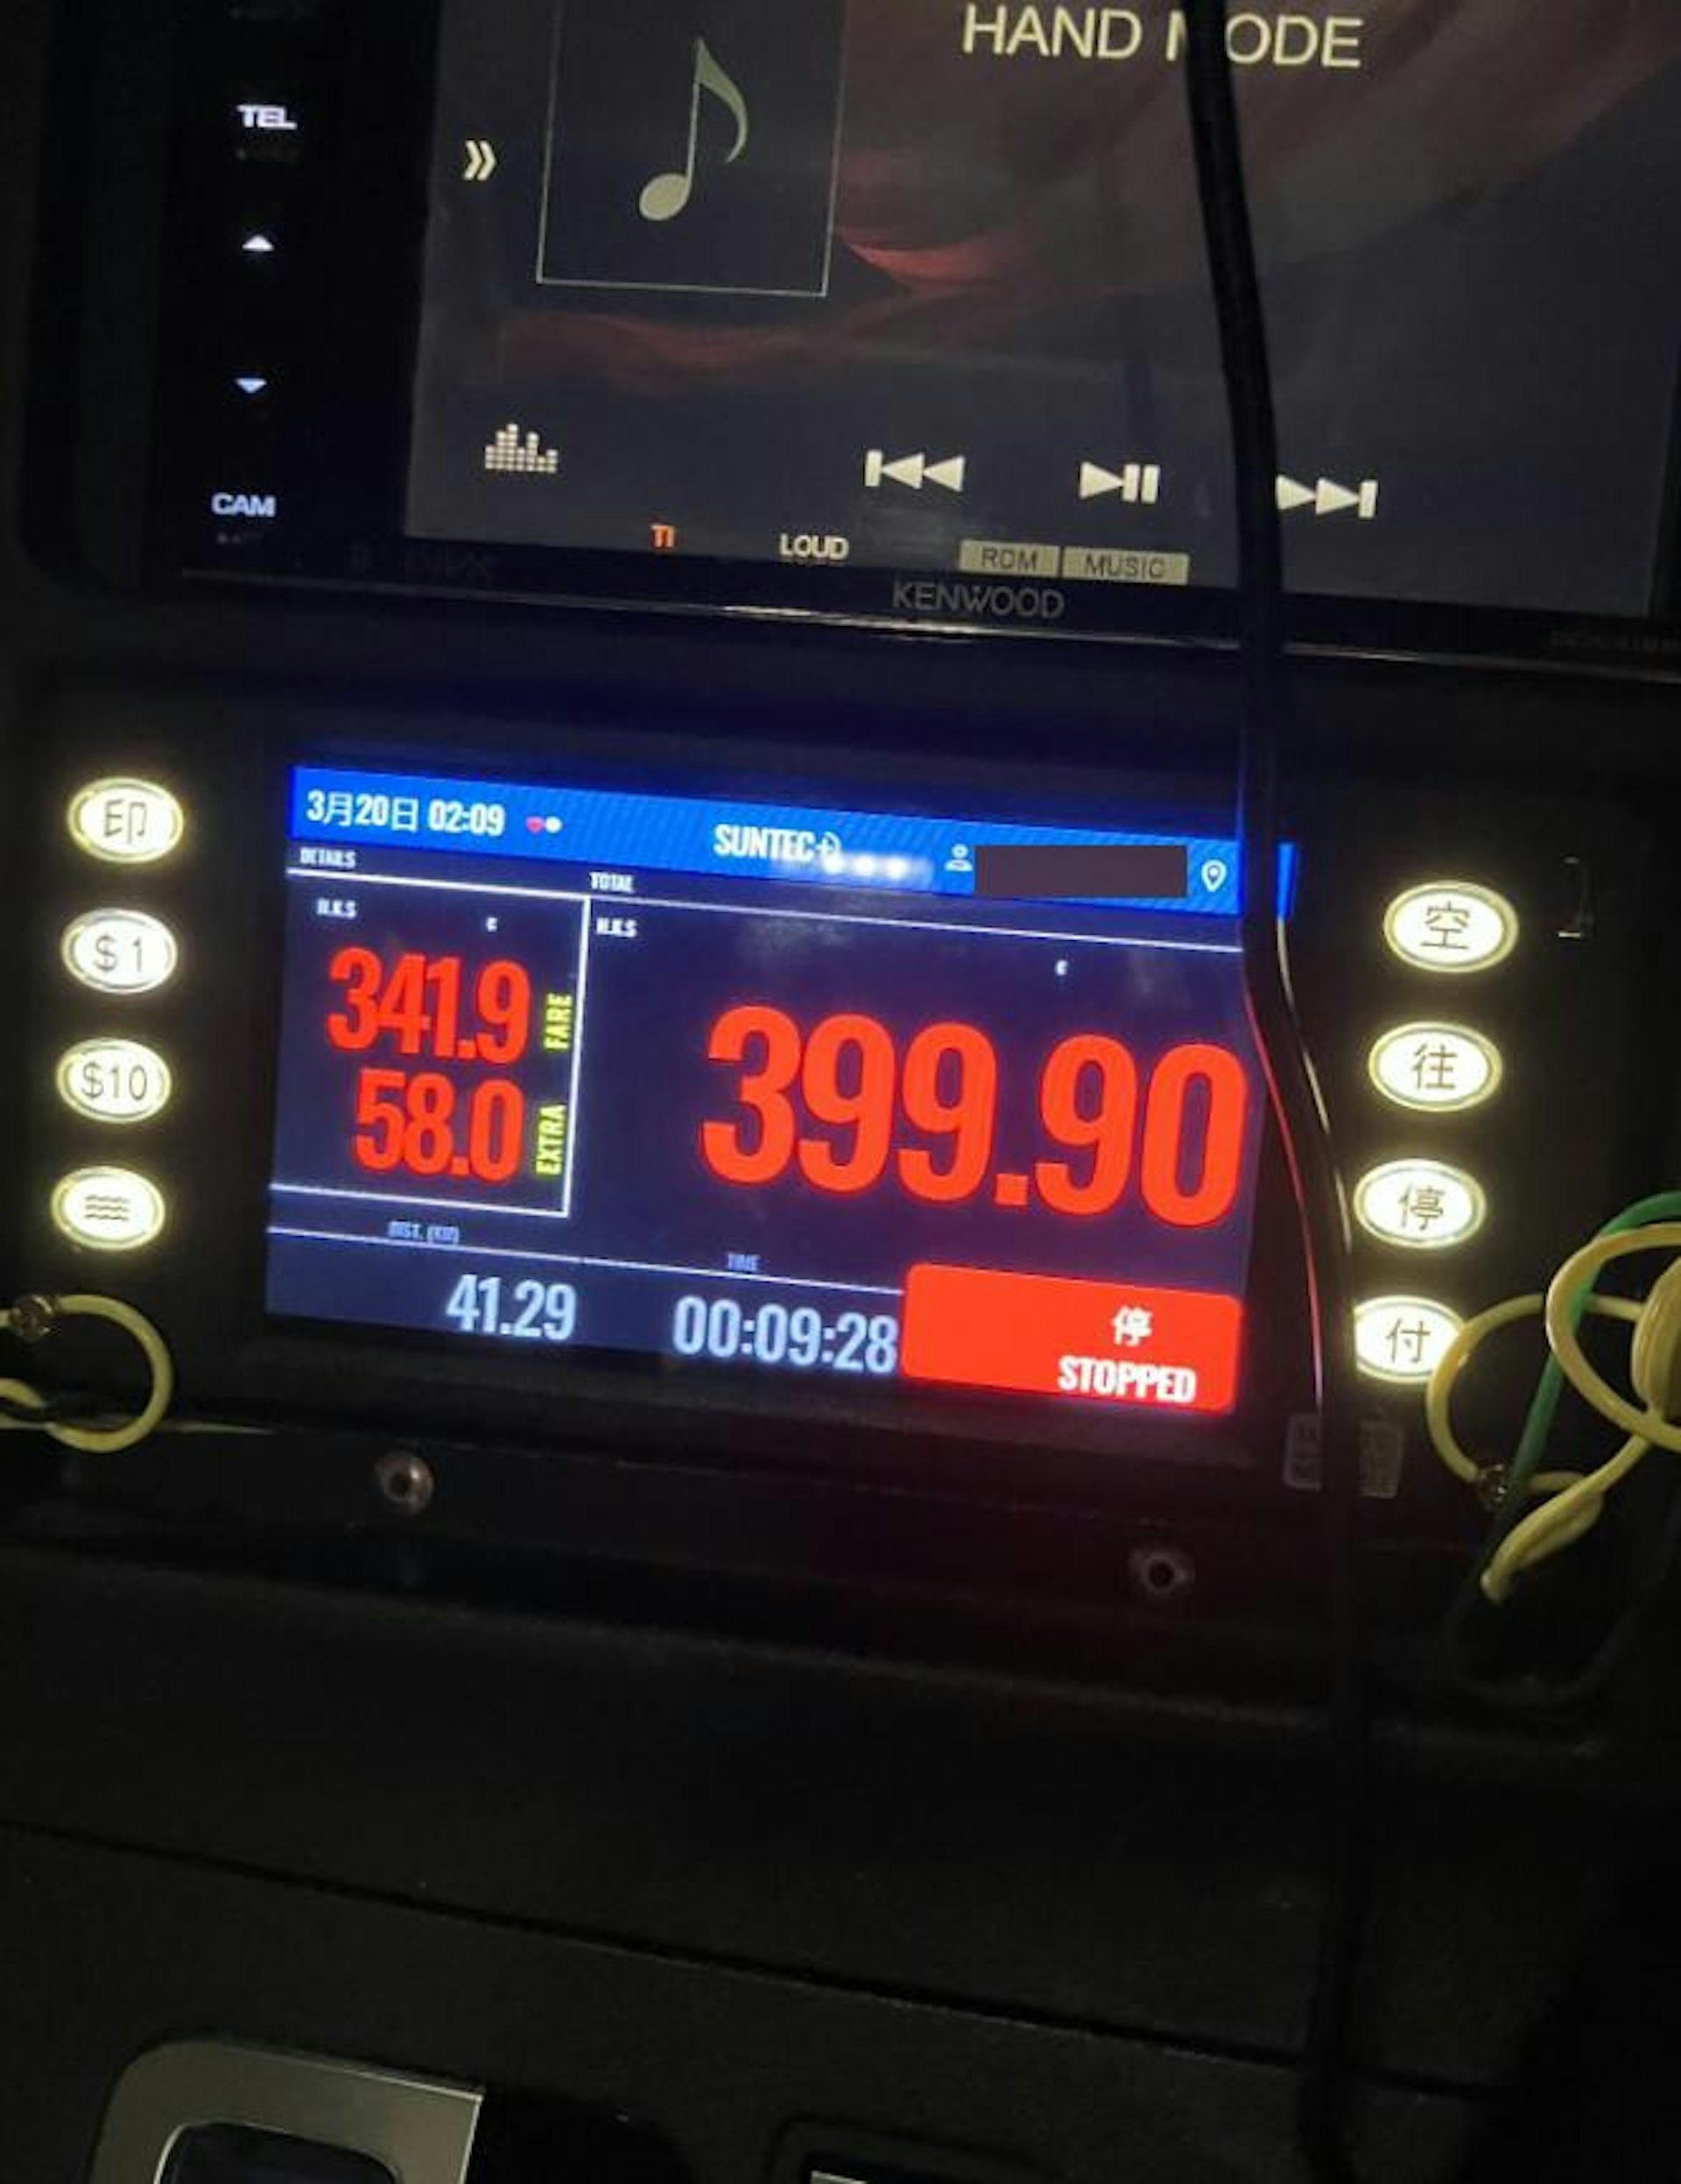 HAND MODE
TEL
CAM
TI
LOUD
RDM
MUSIC
KENWOOD
印
$1
$10
3月20日 02:09
SUNTEC
DETAILS
TOTAL
H.K.$
¢
H.K.$
¢
341.9
FARE
58.0
EXTRA
399.90
DIST. (KM)
TIME
41.29
00:09:28
停
STOPPED
空
往
停
付